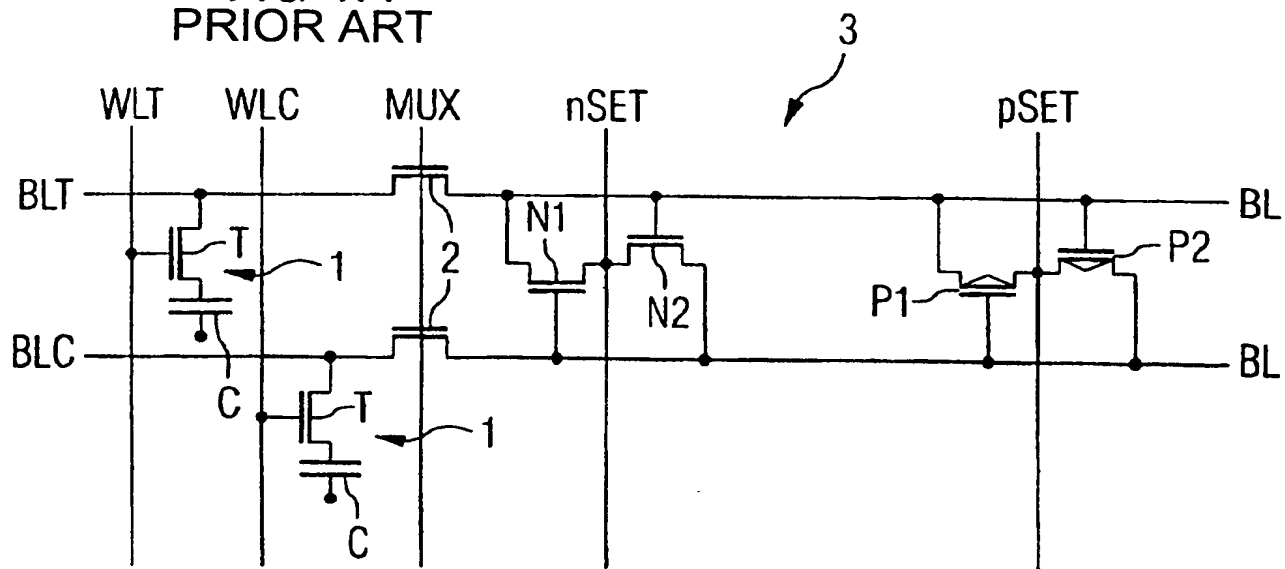 PRIOR ART
3
WLT WLC MUX nSET pSET
BLT BL
N1
T 1 2 P2
N2 P1
BLC BL
C T
1
C